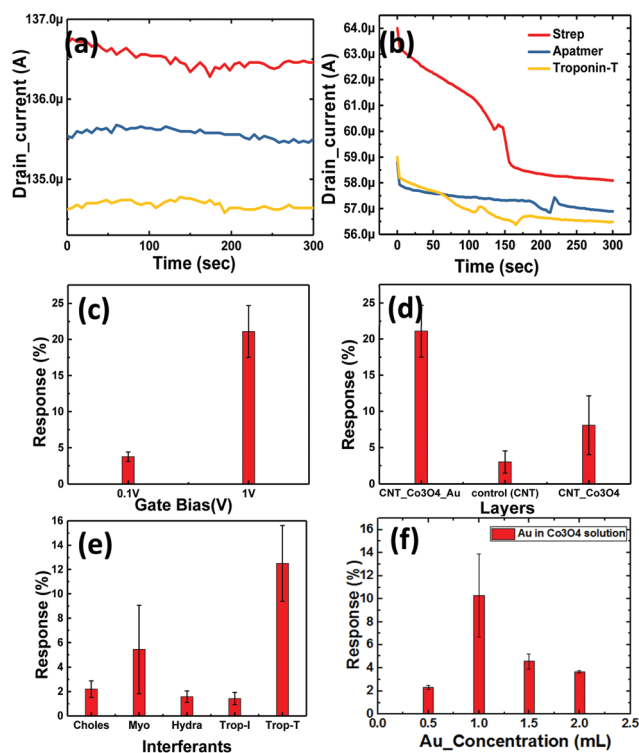 (a)
137.0µ
136.0µ
135.0µ
Drain_current (A)
0
100
200
300
Time (sec)
(b)
64.0µ
63.0µ
62.0µ
61.0µ
60.0µ
59.0µ
58.0µ
57.0µ
56.0µ
Drain_current (A)
Strep
Apatmer
Troponin-T
0 50 100 150 200 250 300
Time (sec)
(c)
25
20
15
10
5
0
Response (%)
0.1V 1V
Gate Bias(V)
(d)
25
20
15
10
5
0
Response (%)
CNT_Co3O4_Au control (CNT) CNT_Co3O4
Layers
(e)
16
14
12
10
8
6
4
2
0
Response (%)
Choles Myo Hydra Trop-I Trop-T
Interferants
(f)
16
14
12
10
8
6
4
2
0
Response (%)
Au in Co3O4 solution
0.0 0.5 1.0 1.5 2.0 2.5
Au_Concentration (mL)